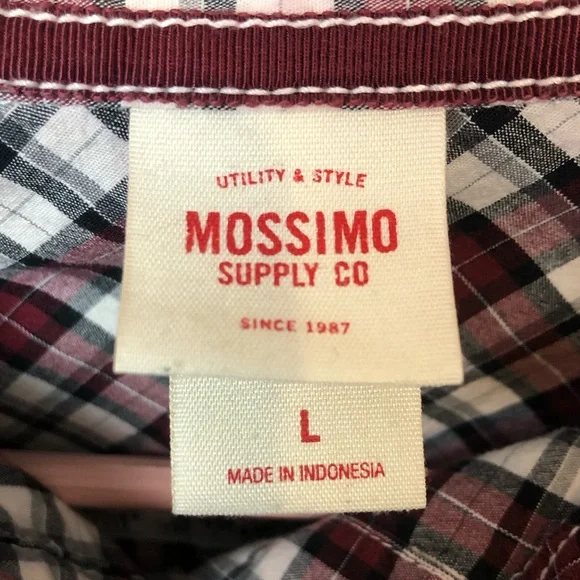 UTILITY & STYLE
MOSSIMO
SUPPLY CO
SINCE 1987
L
MADE IN INDONESIA